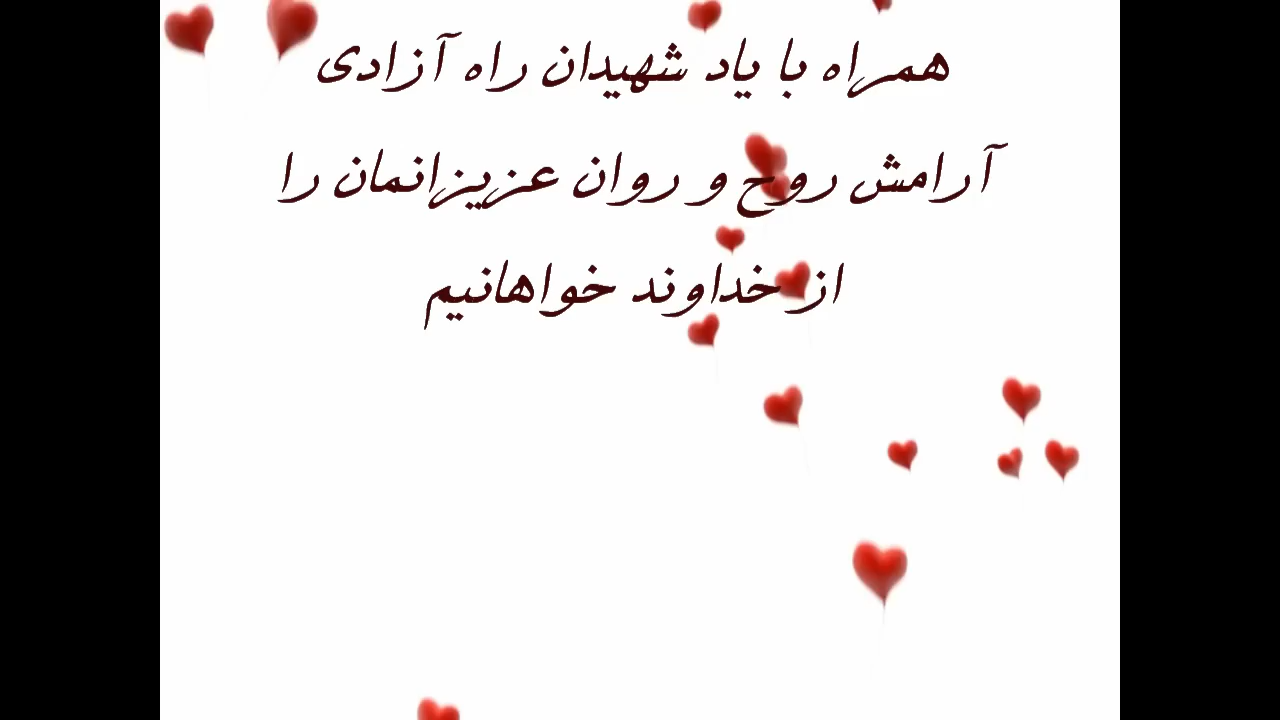 همراه با یاد شهیدان راه آزادی
آرامش روح و روان عزیزانمان را
از خداوند خواهانیم